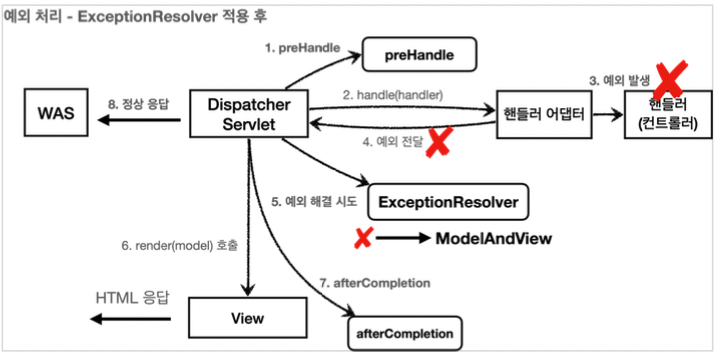 예외 처리 - ExceptionResolver 적용 후
1. preHandle
preHandle
2. handle(handler)
3. 예외 발생
WAS
8. 정상 응답
Dispatcher
Servlet
핸들러 어댑터
핸들러
(컨트롤러)
4. 예외 전달
5. 예외 해결 시도
ExceptionResolver
ModelAndView
6. render(model) 호출
7. afterCompletion
HTML 응답
View
afterCompletion